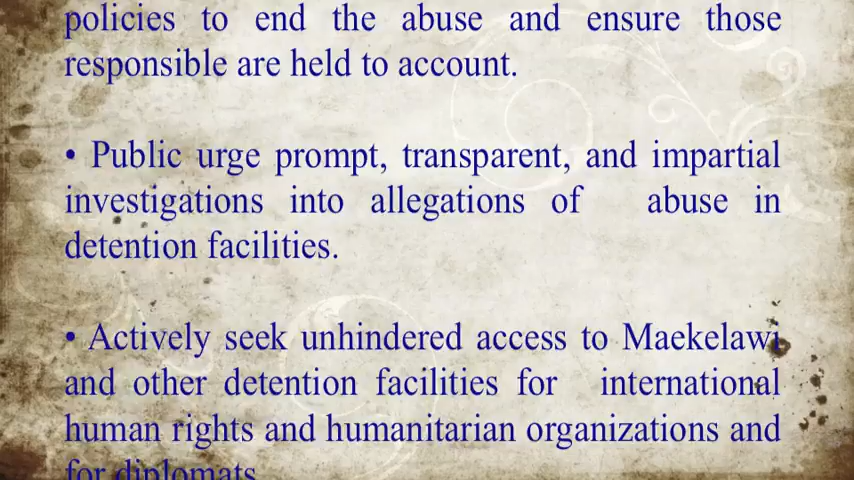 policies to end the abuse and ensure those
responsible are held to account.
• Public urge prompt, transparent, and impartial
investigations into allegations of abuse in
detention facilities.
• Actively seek unhindered access to Maekelawi
and other detention facilities for international
human rights and humanitarian organizations and
for diplomats